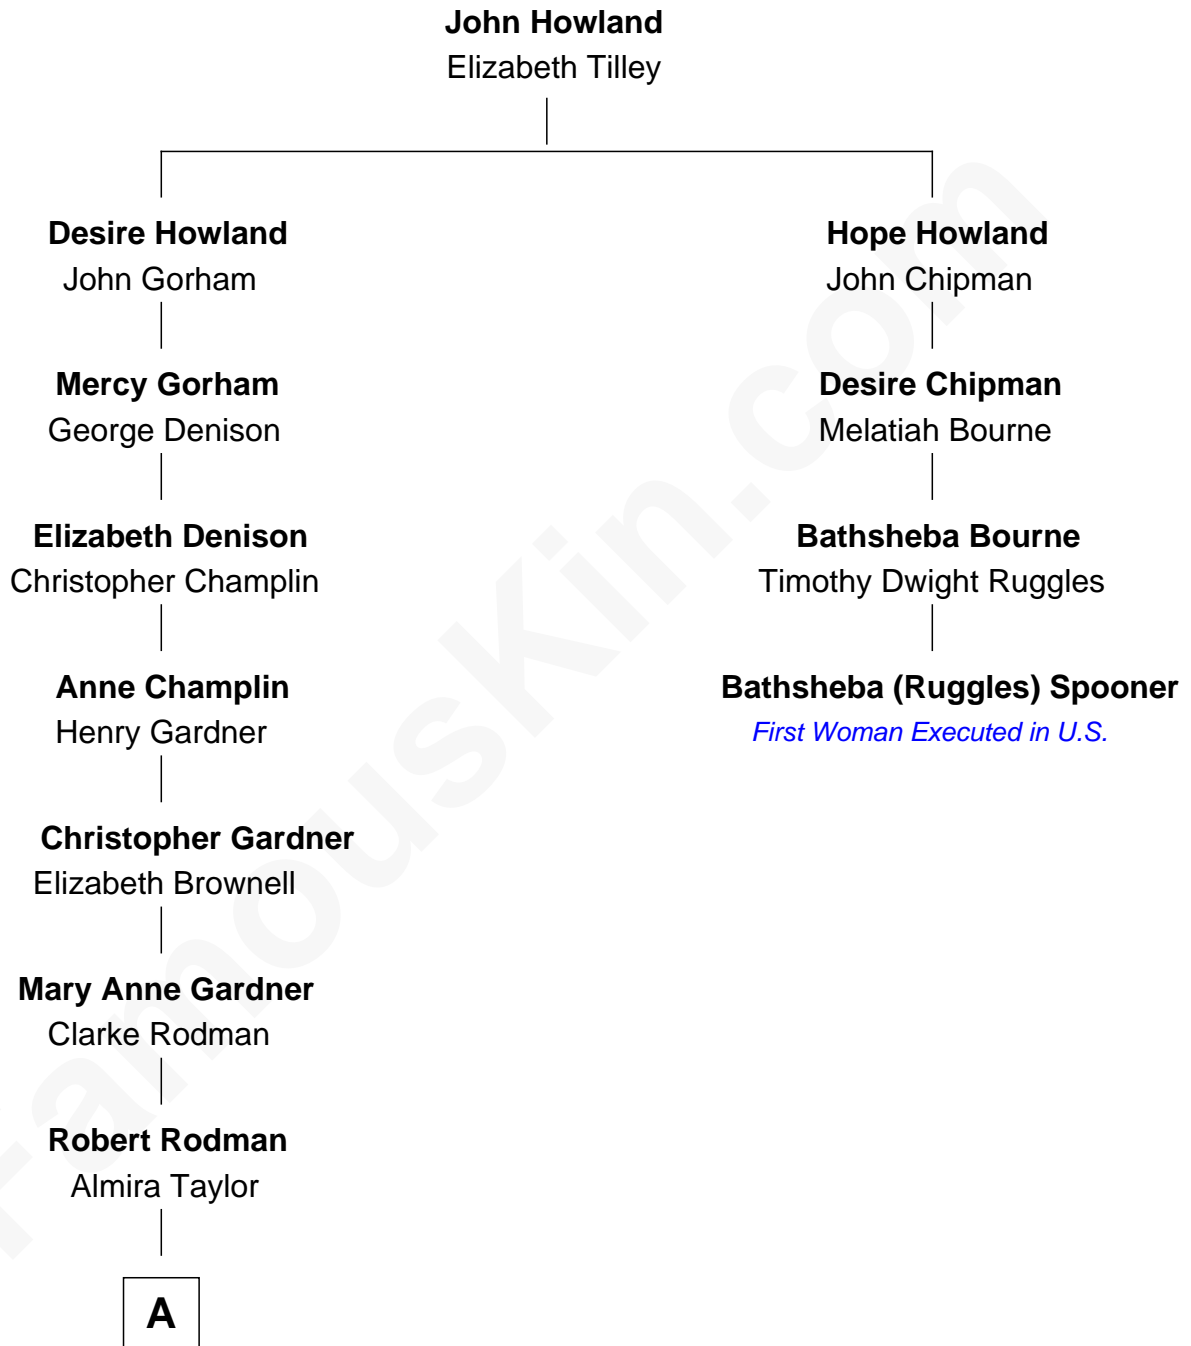 John Howland
Elizabeth Tilley
Desire Howland
John Gorham
Hope Howland
John Chipman
Mercy Gorham
George Denison
Desire Chipman
Melatiah Bourne
Elizabeth Denison
Christopher Champlin
Bathsheba Bourne
Timothy Dwight Ruggles
Anne Champlin
Henry Gardner
Bathsheba (Ruggles) Spooner
First Woman Executed in U.S.
Christopher Gardner
Elizabeth Brownell
Mary Anne Gardner
Clarke Rodman
Robert Rodman
Almira Taylor
A
FamousKin.com